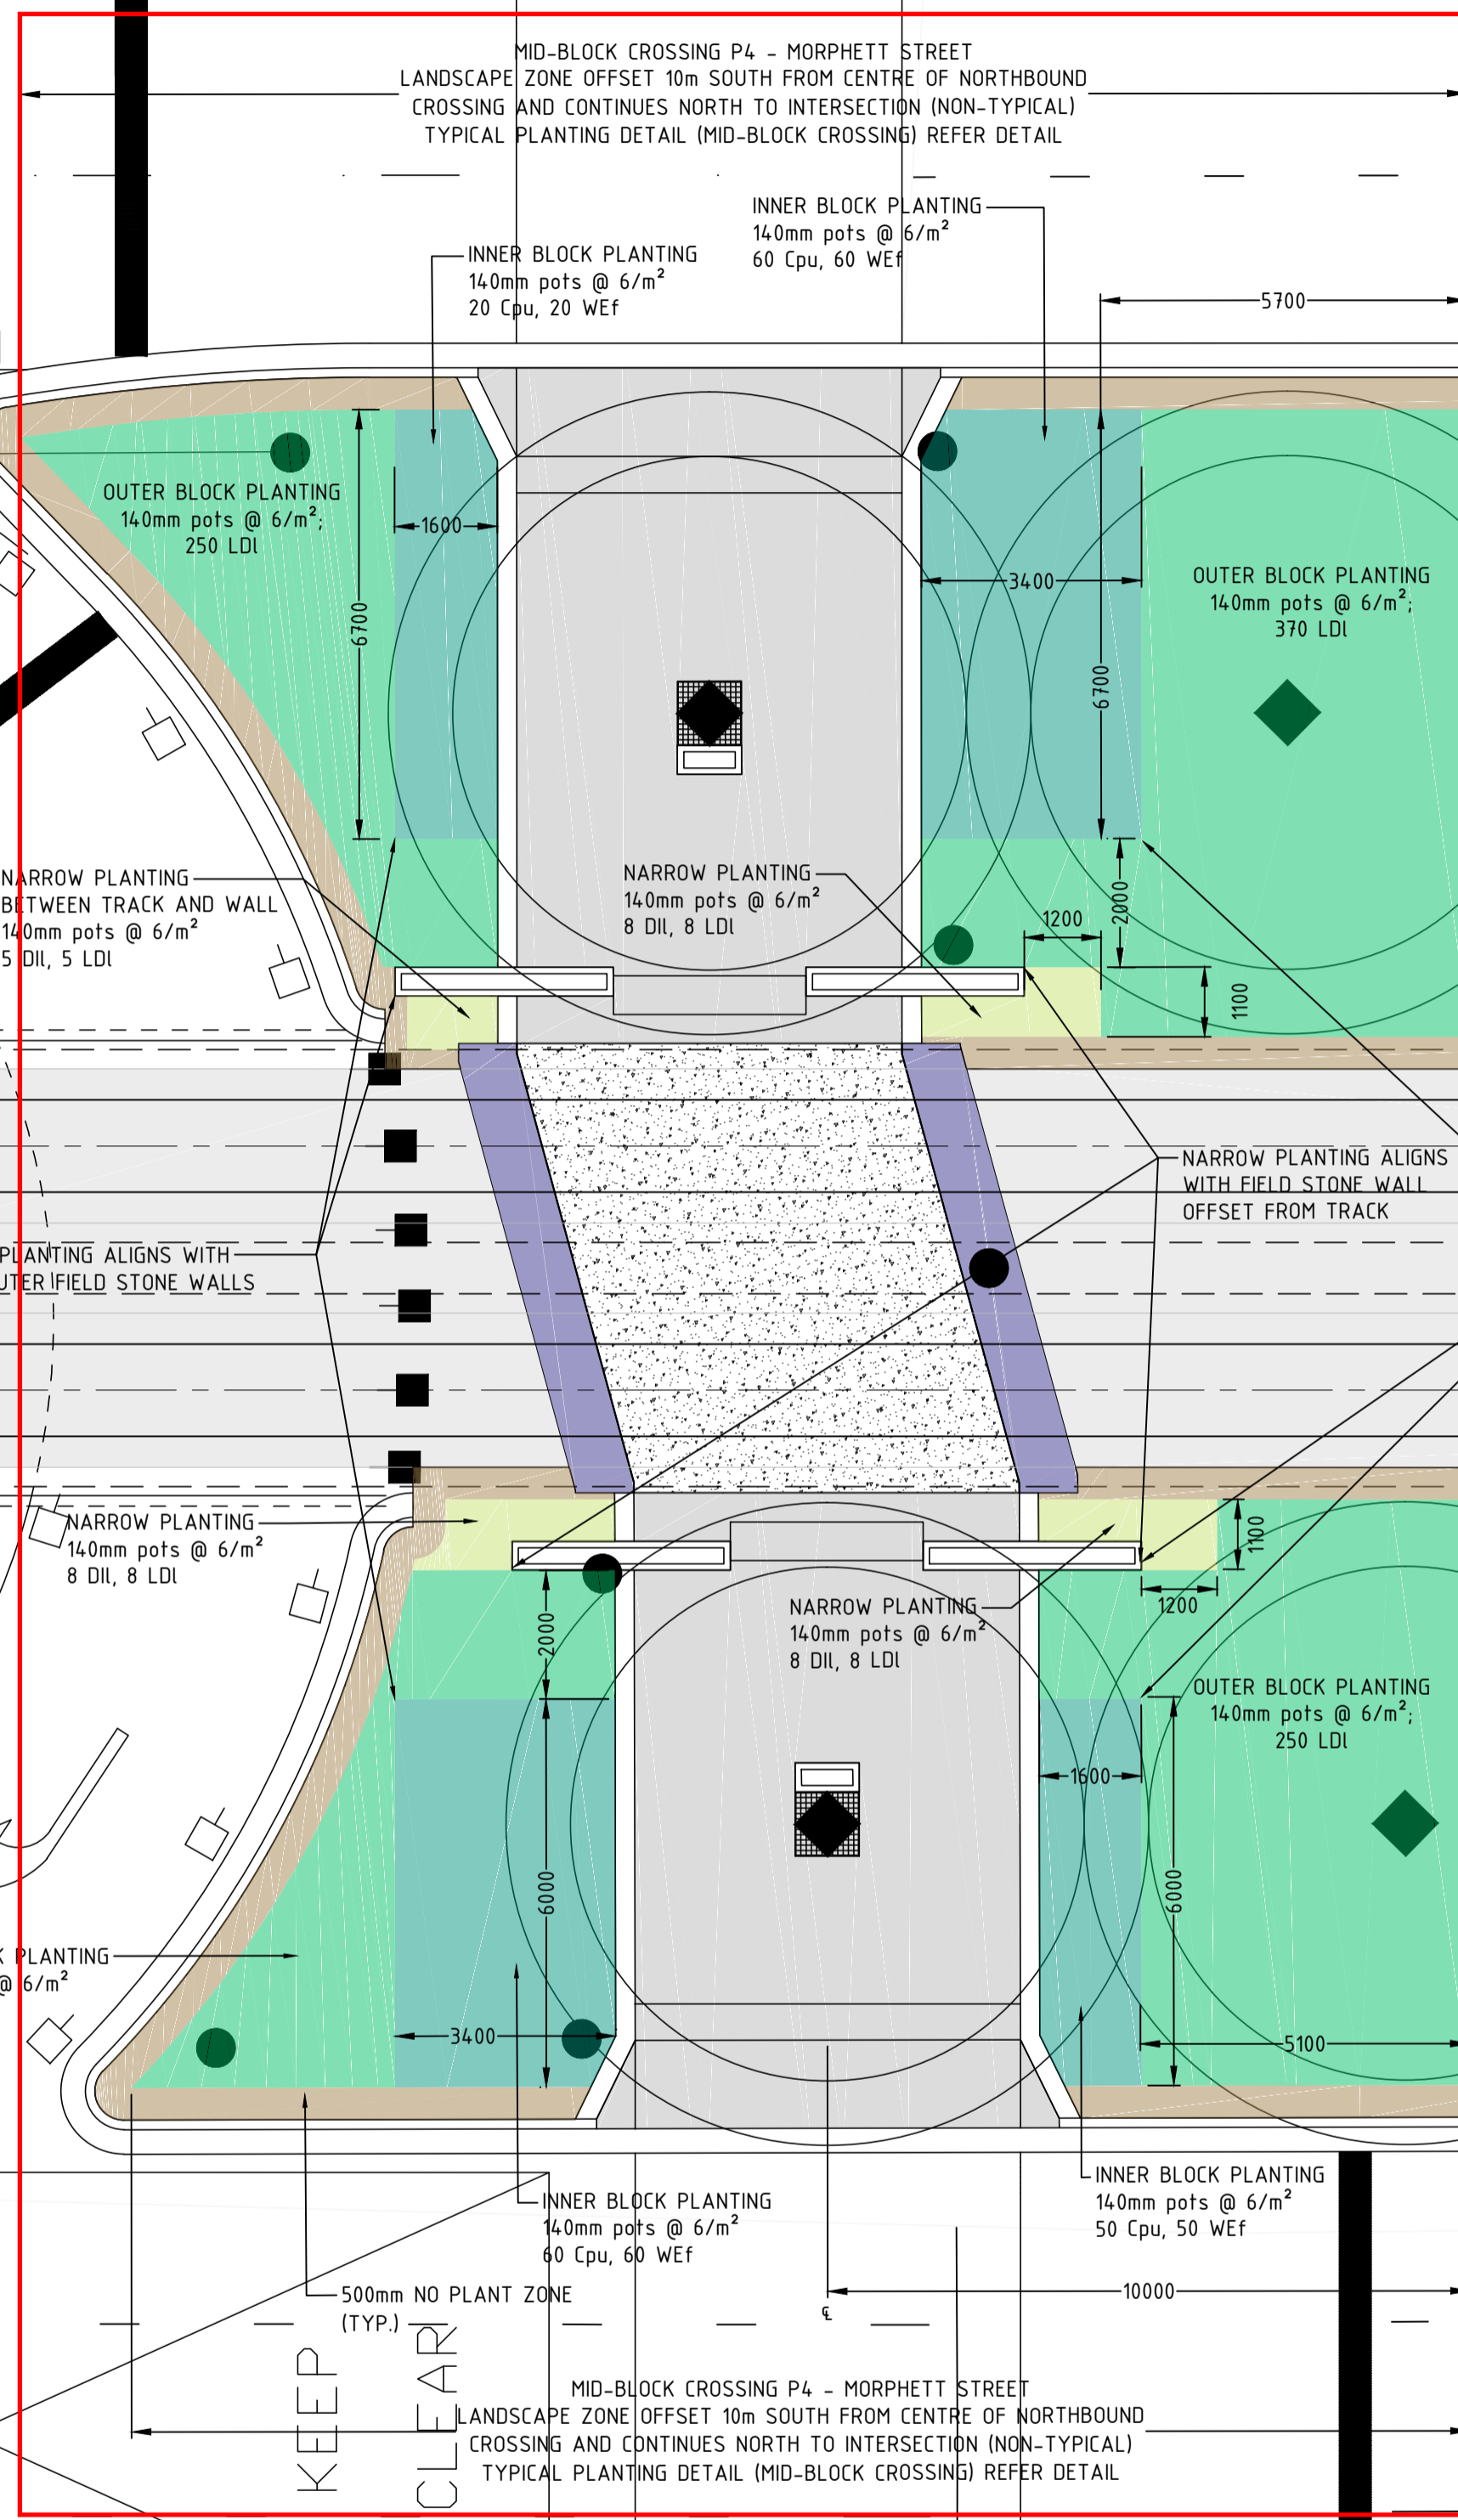 MID-BLOCK CROSSING P4 - MORPHETT STREET
LANDSCAPE ZONE OFFSET 10m SOUTH FROM CENTRE OF NORTHBOUND
CROSSING AND CONTINUES NORTH TO INTERSECTION (NON-TYPICAL)
TYPICAL PLANTING DETAIL (MID-BLOCK CROSSING) REFER DETAIL
INNER BLOCK PLANTING
140mm pots @ 6/m²
60 Cpu, 60 WEf
INNER BLOCK PLANTING
140mm pots @ 6/m²
20 Cpu, 20 WEf
5700
OUTER BLOCK PLANTING
140mm pots @ 6/m²;
250 LDl
1600
3400
OUTER BLOCK PLANTING
140mm pots @ 6/m²;
370 LDl
6700
6700
NARROW PLANTING
BETWEEN TRACK AND WALL
140mm pots @ 6/m²
5 DIl, 5 LDl
NARROW PLANTING
140mm pots @ 6/m²
8 DIl, 8 LDl
2000
1200
1100
NARROW PLANTING ALIGNS
WITH FIELD STONE WALL
OFFSET FROM TRACK
PLANTING ALIGNS WITH
UTER FIELD STONE WALLS
NARROW PLANTING
140mm pots @ 6/m²
8 DIl, 8 LDl
1100
1200
2000
NARROW PLANTING
140mm pots @ 6/m²
8 DIl, 8 LDl
OUTER BLOCK PLANTING
140mm pots @ 6/m²;
250 LDl
1600
6000
6000
K PLANTING
@ 6/m²
3400
5100
INNER BLOCK PLANTING
140mm pots @ 6/m²
50 Cpu, 50 WEf
INNER BLOCK PLANTING
140mm pots @ 6/m²
60 Cpu, 60 WEf
500mm NO PLANT ZONE
(TYP.)
10000
℄
KEEP
CLEAR
MID-BLOCK CROSSING P4 - MORPHETT STREET
LANDSCAPE ZONE OFFSET 10m SOUTH FROM CENTRE OF NORTHBOUND
CROSSING AND CONTINUES NORTH TO INTERSECTION (NON-TYPICAL)
TYPICAL PLANTING DETAIL (MID-BLOCK CROSSING) REFER DETAIL